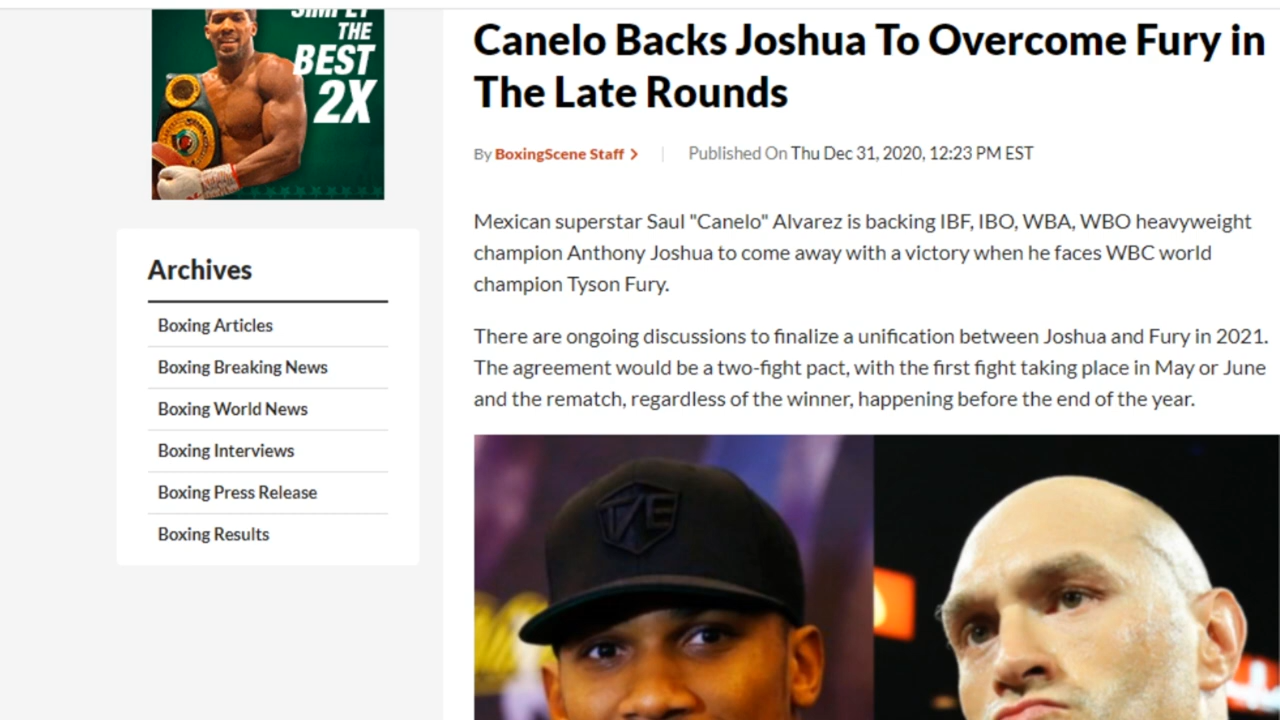 SIMPLY
THE
BEST
2X
Archives
Boxing Articles
Boxing Breaking News
Boxing World News
Boxing Interviews
Boxing Press Release
Boxing Results
Canelo Backs Joshua To Overcome Fury in
The Late Rounds
By BoxingScene Staff > | Published On Thu Dec 31, 2020, 12:23 PM EST
Mexican superstar Saul "Canelo" Alvarez is backing IBF, IBO, WBA, WBO heavyweight
champion Anthony Joshua to come away with a victory when he faces WBC world
champion Tyson Fury.
There are ongoing discussions to finalize a unification between Joshua and Fury in 2021.
The agreement would be a two-fight pact, with the first fight taking place in May or June
and the rematch, regardless of the winner, happening before the end of the year.